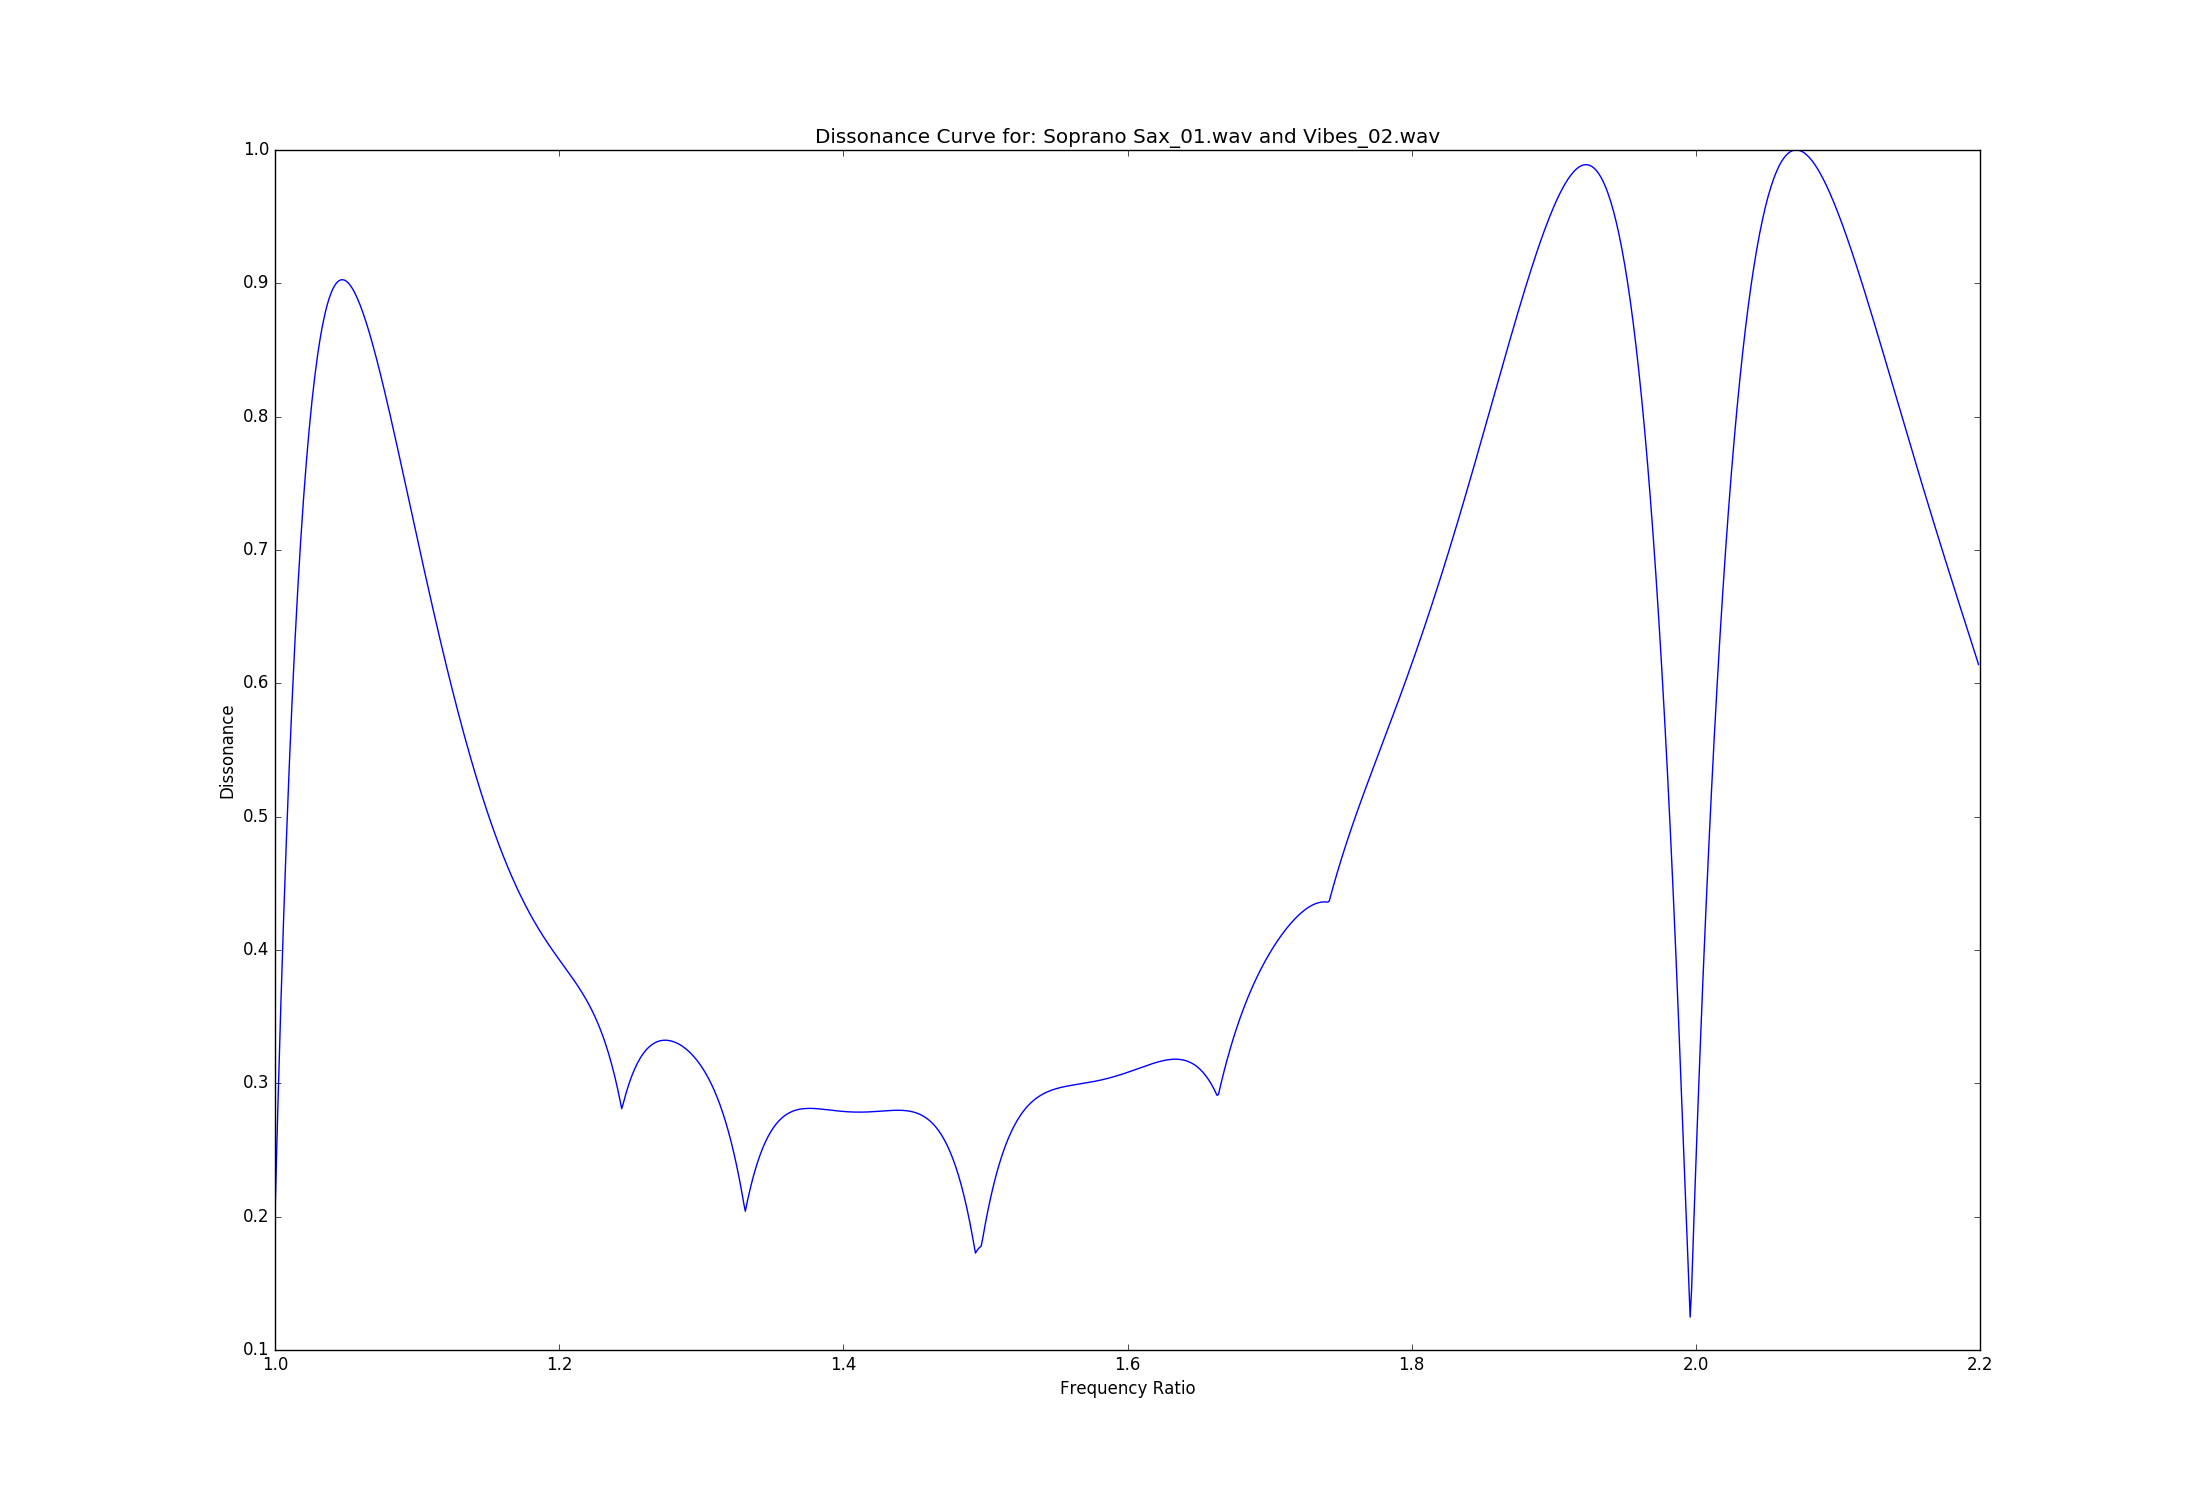 Dissonance Curve for: Soprano Sax_01.wav and Vibes_02.wav
1.0
0.9
0.8
0.7
0.6
0.5
0.4
0.3
0.2
0.1
Dissonance
1.0 1.2 1.4 1.6 1.8 2.0 2.2
Frequency Ratio